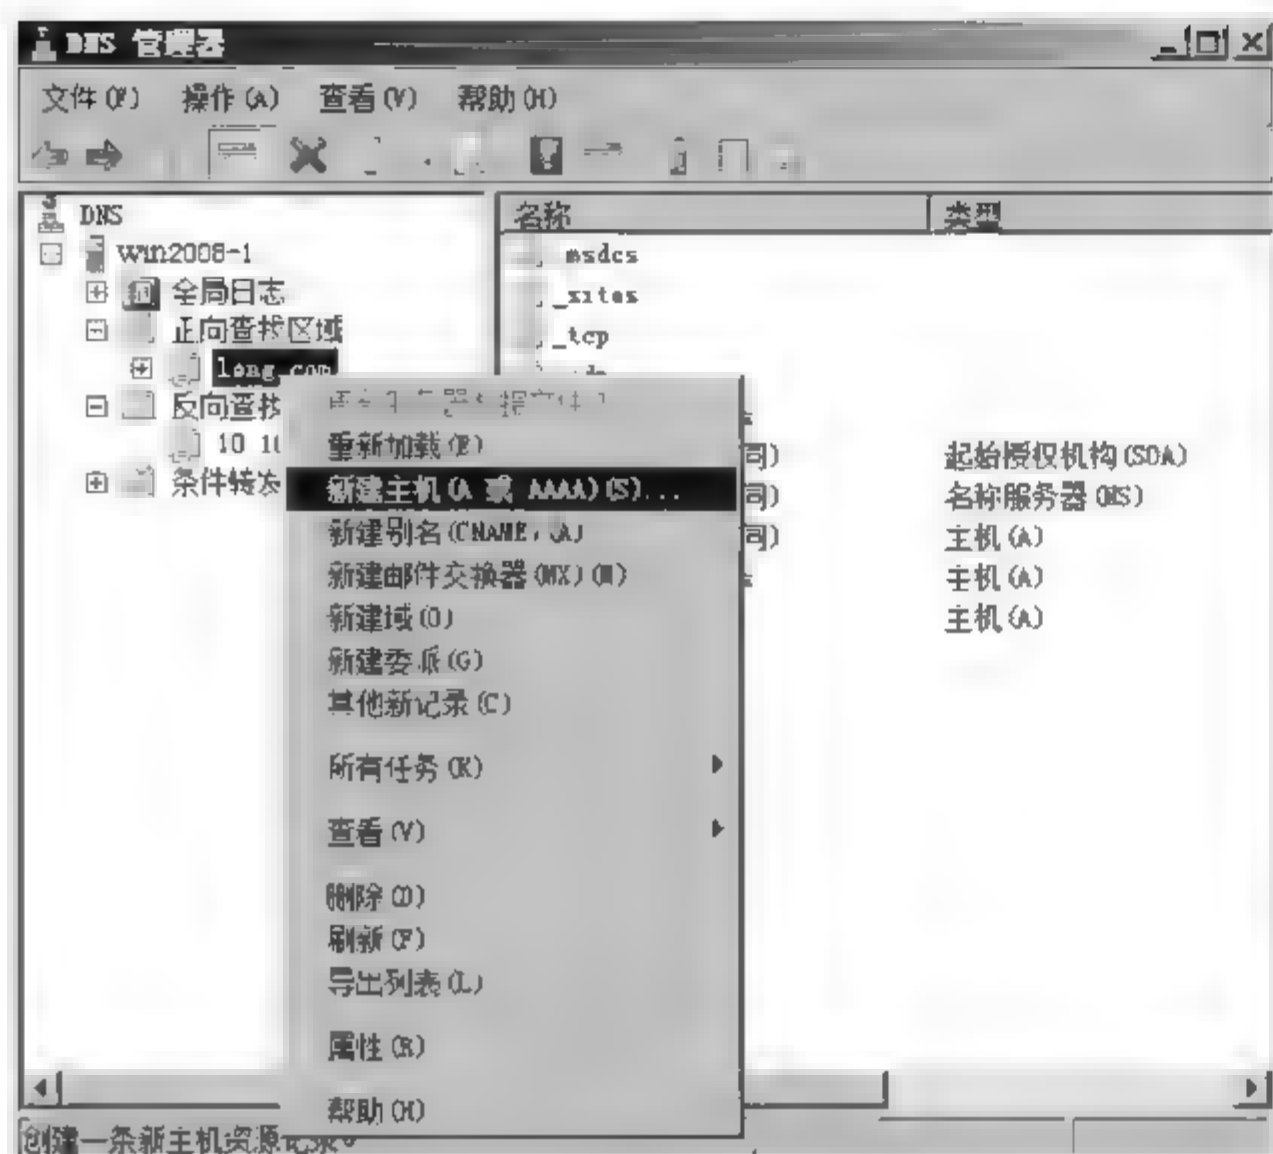 DNS 管理器
文件(F) 操作(A) 查看(V) 帮助(H)
DNS
win2008-1
全局日志
正向查找区域
long.com
反向查找
10 10
条件转发
名称 类型
_msdcs
_sites
_tcp
同) 起始授权机构(SOA)
同) 名称服务器(NS)
同) 主机(A)
主机(A)
主机(A)
重新加载(E)
新建主机(A 或 AAAA)(S)...
新建别名(CNAME)(A)
新建邮件交换器(MX)(M)
新建域(O)
新建委派(G)
其他新记录(C)
所有任务(K)
查看(V)
删除(D)
刷新(F)
导出列表(L)
属性(R)
帮助(H)
创建一条新主机资源记录。